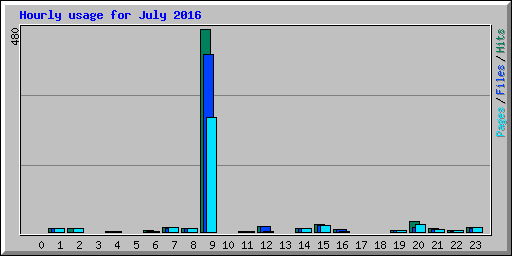 Hourly usage for July 2016
480
Pages/Files/Hits
0 1 2 3 4 5 6 7 8 9 10 11 12 13 14 15 16 17 18 19 20 21 22 23